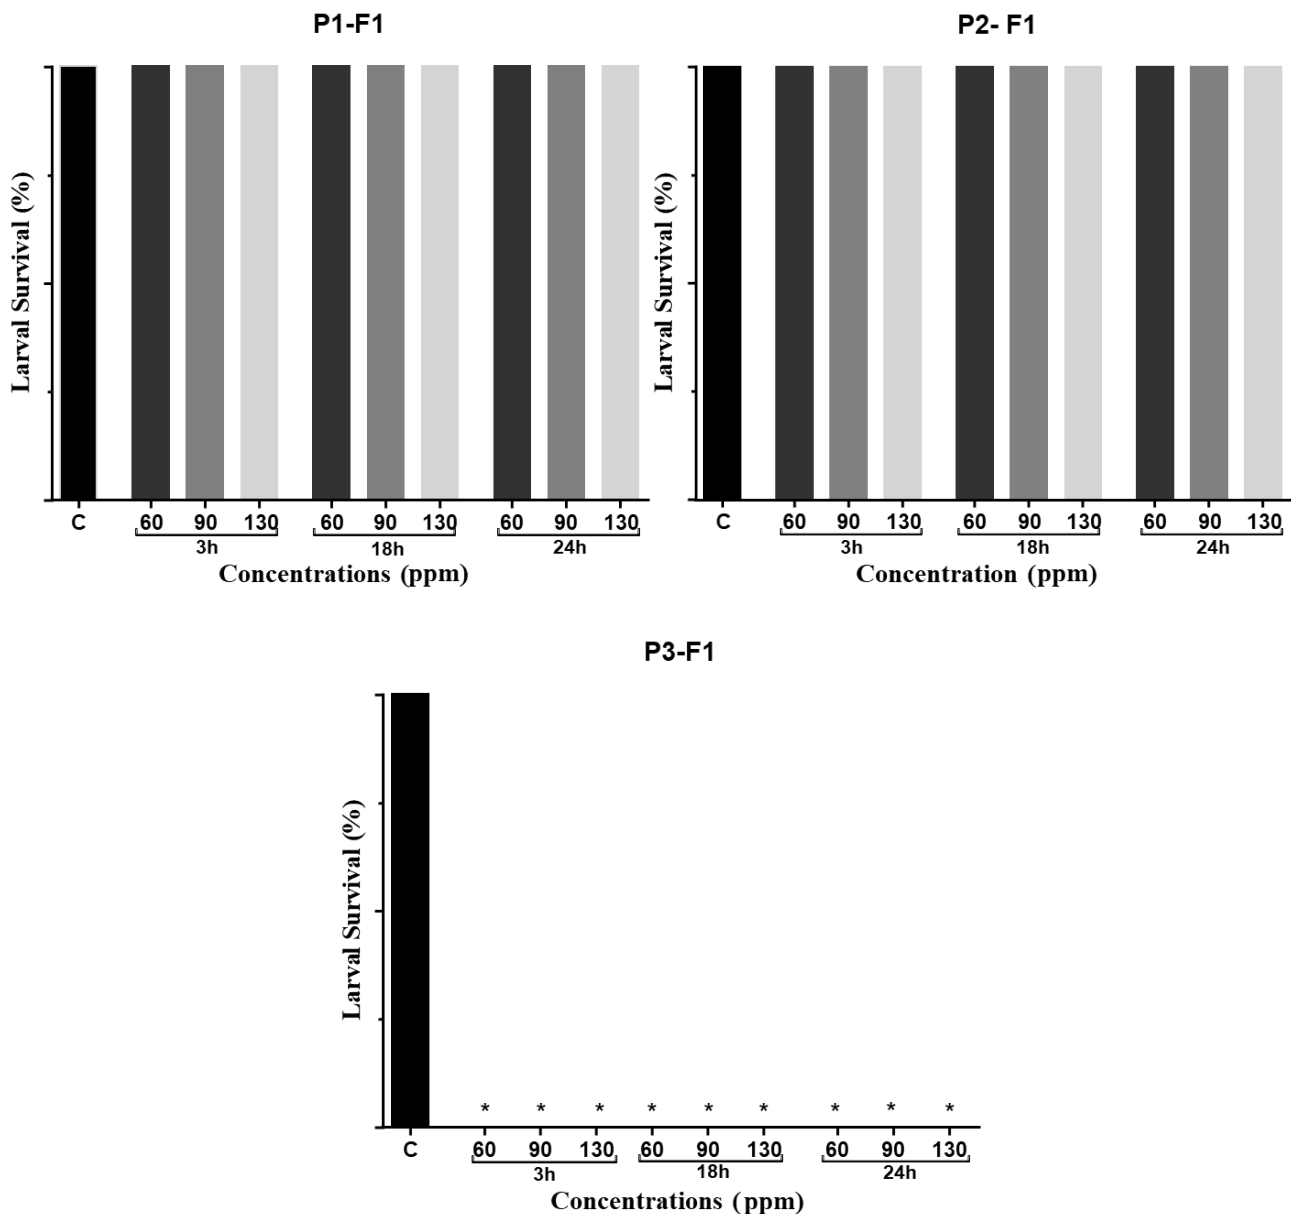 P1-F1
Larval Survival (%)
C 60 90 130 60 90 130 60 90 130
3h 18h 24h
Concentrations (ppm)
P2- F1
Larval Survival (%)
C 60 90 130 60 90 130 60 90 130
3h 18h 24h
Concentration (ppm)
P3-F1
Larval Survival (%)
* * * * * * * * *
C 60 90 130 60 90 130 60 90 130
3h 18h 24h
Concentrations (ppm)